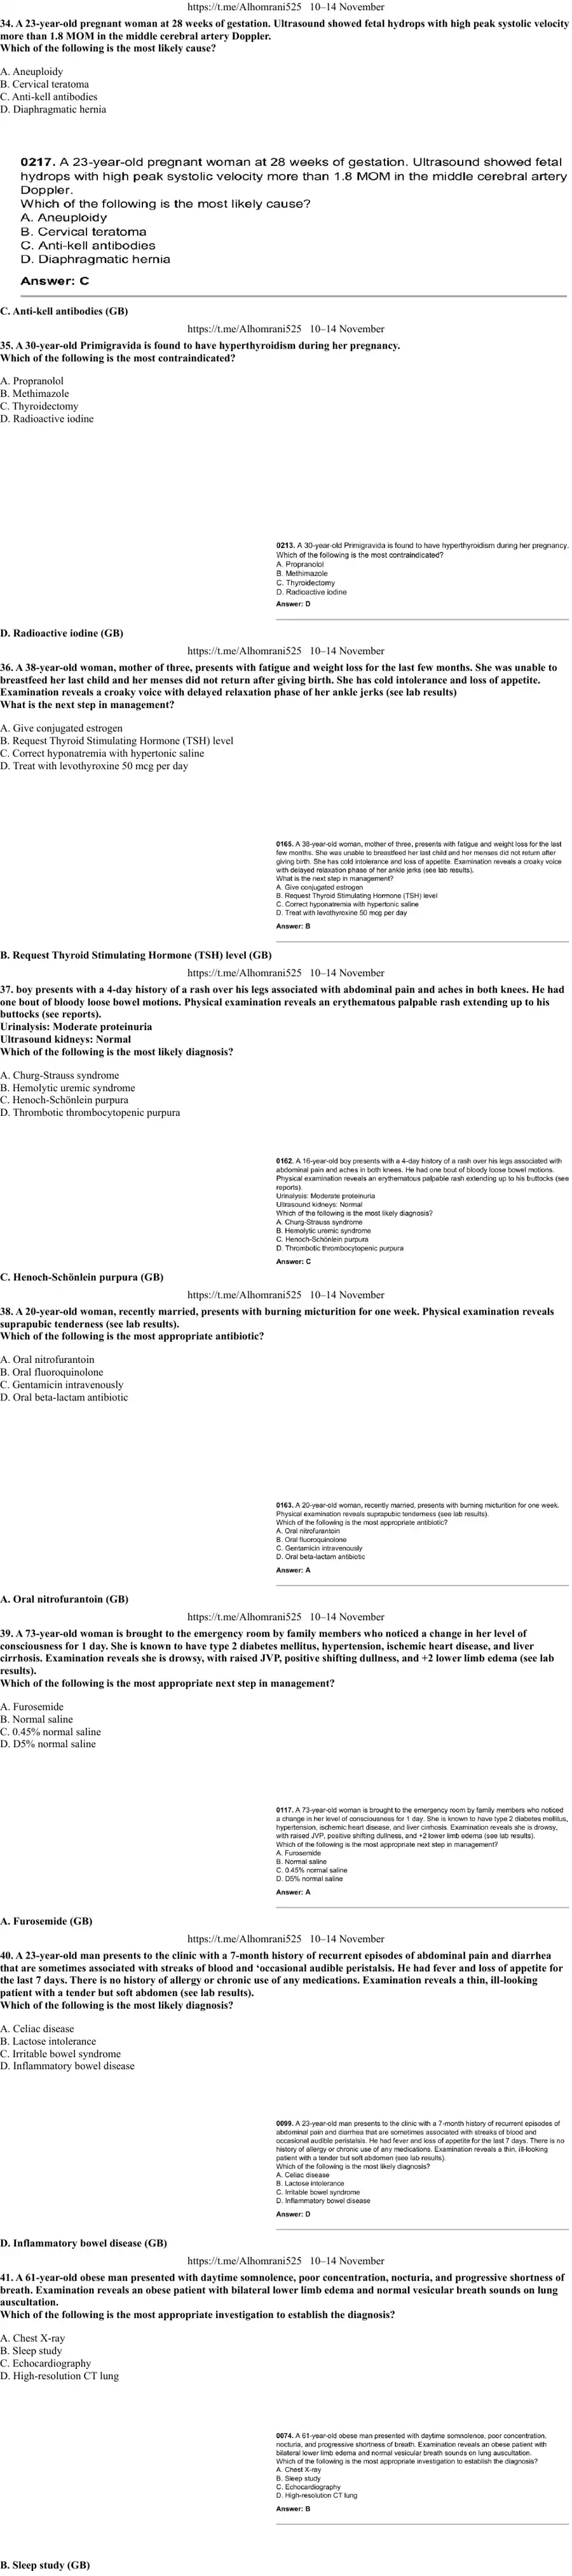 https://t.me/Alhomrani525 10–14 November
34. A 23-year-old pregnant woman at 28 weeks of gestation. Ultrasound showed fetal hydrops with high peak systolic velocity
more than 1.8 MOM in the middle cerebral artery Doppler.
Which of the following is the most likely cause?
A. Aneuploidy
B. Cervical teratoma
C. Anti-kell antibodies
D. Diaphragmatic hernia
0217. A 23-year-old pregnant woman at 28 weeks of gestation. Ultrasound showed fetal
hydrops with high peak systolic velocity more than 1.8 MOM in the middle cerebral artery
Doppler.
Which of the following is the most likely cause?
A. Aneuploidy
B. Cervical teratoma
C. Anti-kell antibodies
D. Diaphragmatic hernia
Answer: C
C. Anti-kell antibodies (GB)
https://t.me/Alhomrani525 10–14 November
35. A 30-year-old Primigravida is found to have hyperthyroidism during her pregnancy.
Which of the following is the most contraindicated?
A. Propranolol
B. Methimazole
C. Thyroidectomy
D. Radioactive iodine
0213. A 30-year-old Primigravida is found to have hyperthyroidism during her pregnancy.
Which of the following is the most contraindicated?
A. Propranolol
B. Methimazole
C. Thyroidectomy
D. Radioactive iodine
Answer: D
D. Radioactive iodine (GB)
https://t.me/Alhomrani525 10–14 November
36. A 38-year-old woman, mother of three, presents with fatigue and weight loss for the last few months. She was unable to
breastfeed her last child and her menses did not return after giving birth. She has cold intolerance and loss of appetite.
Examination reveals a croaky voice with delayed relaxation phase of her ankle jerks (see lab results)
What is the next step in management?
A. Give conjugated estrogen
B. Request Thyroid Stimulating Hormone (TSH) level
C. Correct hyponatremia with hypertonic saline
D. Treat with levothyroxine 50 mcg per day
0165. A 38-year-old woman, mother of three, presents with fatigue and weight loss for the last
few months. She was unable to breastfeed her last child and her menses did not return after
giving birth. She has cold intolerance and loss of appetite. Examination reveals a croaky voice
with delayed relaxation phase of her ankle jerks (see lab results).
What is the next step in management?
A. Give conjugated estrogen
B. Request Thyroid Stimulating Hormone (TSH) level
C. Correct hyponatremia with hypertonic saline
D. Treat with levothyroxine 50 mcg per day
Answer: B
B. Request Thyroid Stimulating Hormone (TSH) level (GB)
https://t.me/Alhomrani525 10–14 November
37. boy presents with a 4-day history of a rash over his legs associated with abdominal pain and aches in both knees. He had
one bout of bloody loose bowel motions. Physical examination reveals an erythematous palpable rash extending up to his
buttocks (see reports).
Urinalysis: Moderate proteinuria
Ultrasound kidneys: Normal
Which of the following is the most likely diagnosis?
A. Churg-Strauss syndrome
B. Hemolytic uremic syndrome
C. Henoch-Schönlein purpura
D. Thrombotic thrombocytopenic purpura
0162. A 16-year-old boy presents with a 4-day history of a rash over his legs associated with
abdominal pain and aches in both knees. He had one bout of bloody loose bowel motions.
Physical examination reveals an erythematous palpable rash extending up to his buttocks (see
reports).
Urinalysis: Moderate proteinuria
Ultrasound kidneys: Normal
Which of the following is the most likely diagnosis?
A. Churg-Strauss syndrome
B. Hemolytic uremic syndrome
C. Henoch-Schönlein purpura
D. Thrombotic thrombocytopenic purpura
Answer: C
C. Henoch-Schönlein purpura (GB)
https://t.me/Alhomrani525 10–14 November
38. A 20-year-old woman, recently married, presents with burning micturition for one week. Physical examination reveals
suprapubic tenderness (see lab results).
Which of the following is the most appropriate antibiotic?
A. Oral nitrofurantoin
B. Oral fluoroquinolone
C. Gentamicin intravenously
D. Oral beta-lactam antibiotic
0163. A 20-year-old woman, recently married, presents with burning micturition for one week.
Physical examination reveals suprapubic tenderness (see lab results).
Which of the following is the most appropriate antibiotic?
A. Oral nitrofurantoin
B. Oral fluoroquinolone
C. Gentamicin intravenously
D. Oral beta-lactam antibiotic
Answer: A
A. Oral nitrofurantoin (GB)
https://t.me/Alhomrani525 10–14 November
39. A 73-year-old woman is brought to the emergency room by family members who noticed a change in her level of
consciousness for 1 day. She is known to have type 2 diabetes mellitus, hypertension, ischemic heart disease, and liver
cirrhosis. Examination reveals she is drowsy, with raised JVP, positive shifting dullness, and +2 lower limb edema (see lab
results).
Which of the following is the most appropriate next step in management?
A. Furosemide
B. Normal saline
C. 0.45% normal saline
D. D5% normal saline
0117. A 73-year-old woman is brought to the emergency room by family members who noticed
a change in her level of consciousness for 1 day. She is known to have type 2 diabetes mellitus,
hypertension, ischemic heart disease, and liver cirrhosis. Examination reveals she is drowsy,
with raised JVP, positive shifting dullness, and +2 lower limb edema (see lab results).
Which of the following is the most appropriate next step in management?
A. Furosemide
B. Normal saline
C. 0.45% normal saline
D. D5% normal saline
Answer: A
A. Furosemide (GB)
https://t.me/Alhomrani525 10–14 November
40. A 23-year-old man presents to the clinic with a 7-month history of recurrent episodes of abdominal pain and diarrhea
that are sometimes associated with streaks of blood and ‘occasional audible peristalsis. He had fever and loss of appetite for
the last 7 days. There is no history of allergy or chronic use of any medications. Examination reveals a thin, ill-looking
patient with a tender but soft abdomen (see lab results).
Which of the following is the most likely diagnosis?
A. Celiac disease
B. Lactose intolerance
C. Irritable bowel syndrome
D. Inflammatory bowel disease
0099. A 23-year-old man presents to the clinic with a 7-month history of recurrent episodes of
abdominal pain and diarrhea that are sometimes associated with streaks of blood and
occasional audible peristalsis. He had fever and loss of appetite for the last 7 days. There is no
history of allergy or chronic use of any medications. Examination reveals a thin, ill-looking
patient with a tender but soft abdomen (see lab results).
Which of the following is the most likely diagnosis?
A. Celiac disease
B. Lactose intolerance
C. Irritable bowel syndrome
D. Inflammatory bowel disease
Answer: D
D. Inflammatory bowel disease (GB)
https://t.me/Alhomrani525 10–14 November
41. A 61-year-old obese man presented with daytime somnolence, poor concentration, nocturia, and progressive shortness of
breath. Examination reveals an obese patient with bilateral lower limb edema and normal vesicular breath sounds on lung
auscultation.
Which of the following is the most appropriate investigation to establish the diagnosis?
A. Chest X-ray
B. Sleep study
C. Echocardiography
D. High-resolution CT lung
0074. A 61-year-old obese man presented with daytime somnolence, poor concentration,
nocturia, and progressive shortness of breath. Examination reveals an obese patient with
bilateral lower limb edema and normal vesicular breath sounds on lung auscultation.
Which of the following is the most appropriate investigation to establish the diagnosis?
A. Chest X-ray
B. Sleep study
C. Echocardiography
D. High-resolution CT lung
Answer: B
B. Sleep study (GB)